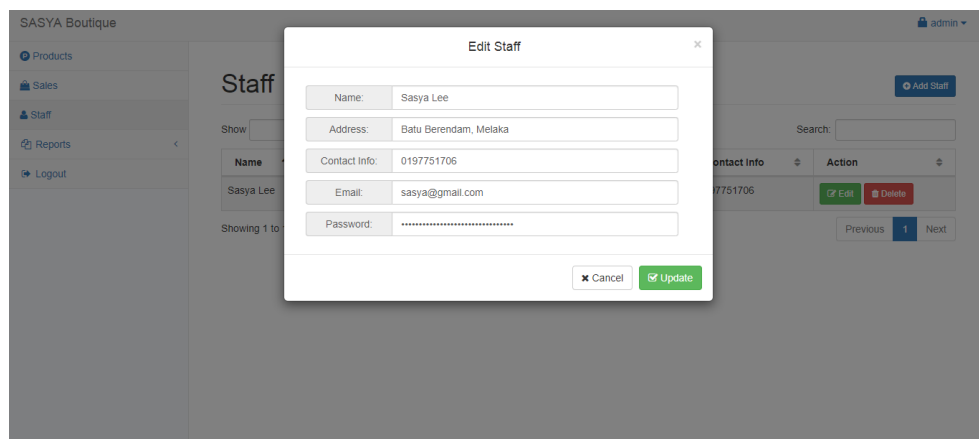 SASYA Boutique
admin
Edit Staff
×
Products
Sales
Staff
Reports
Logout
Staff
Add Staff
Name: Sasya Lee
Address: Batu Berendam, Melaka
Contact Info: 0197751706
Email: sasya@gmail.com
Password: ••••••••••••••••••••••••••••••••
Cancel
Update
Show
Search:
Name
ontact Info
Action
Sasya Lee
97751706
Edit
Delete
Showing 1 to
Previous 1 Next